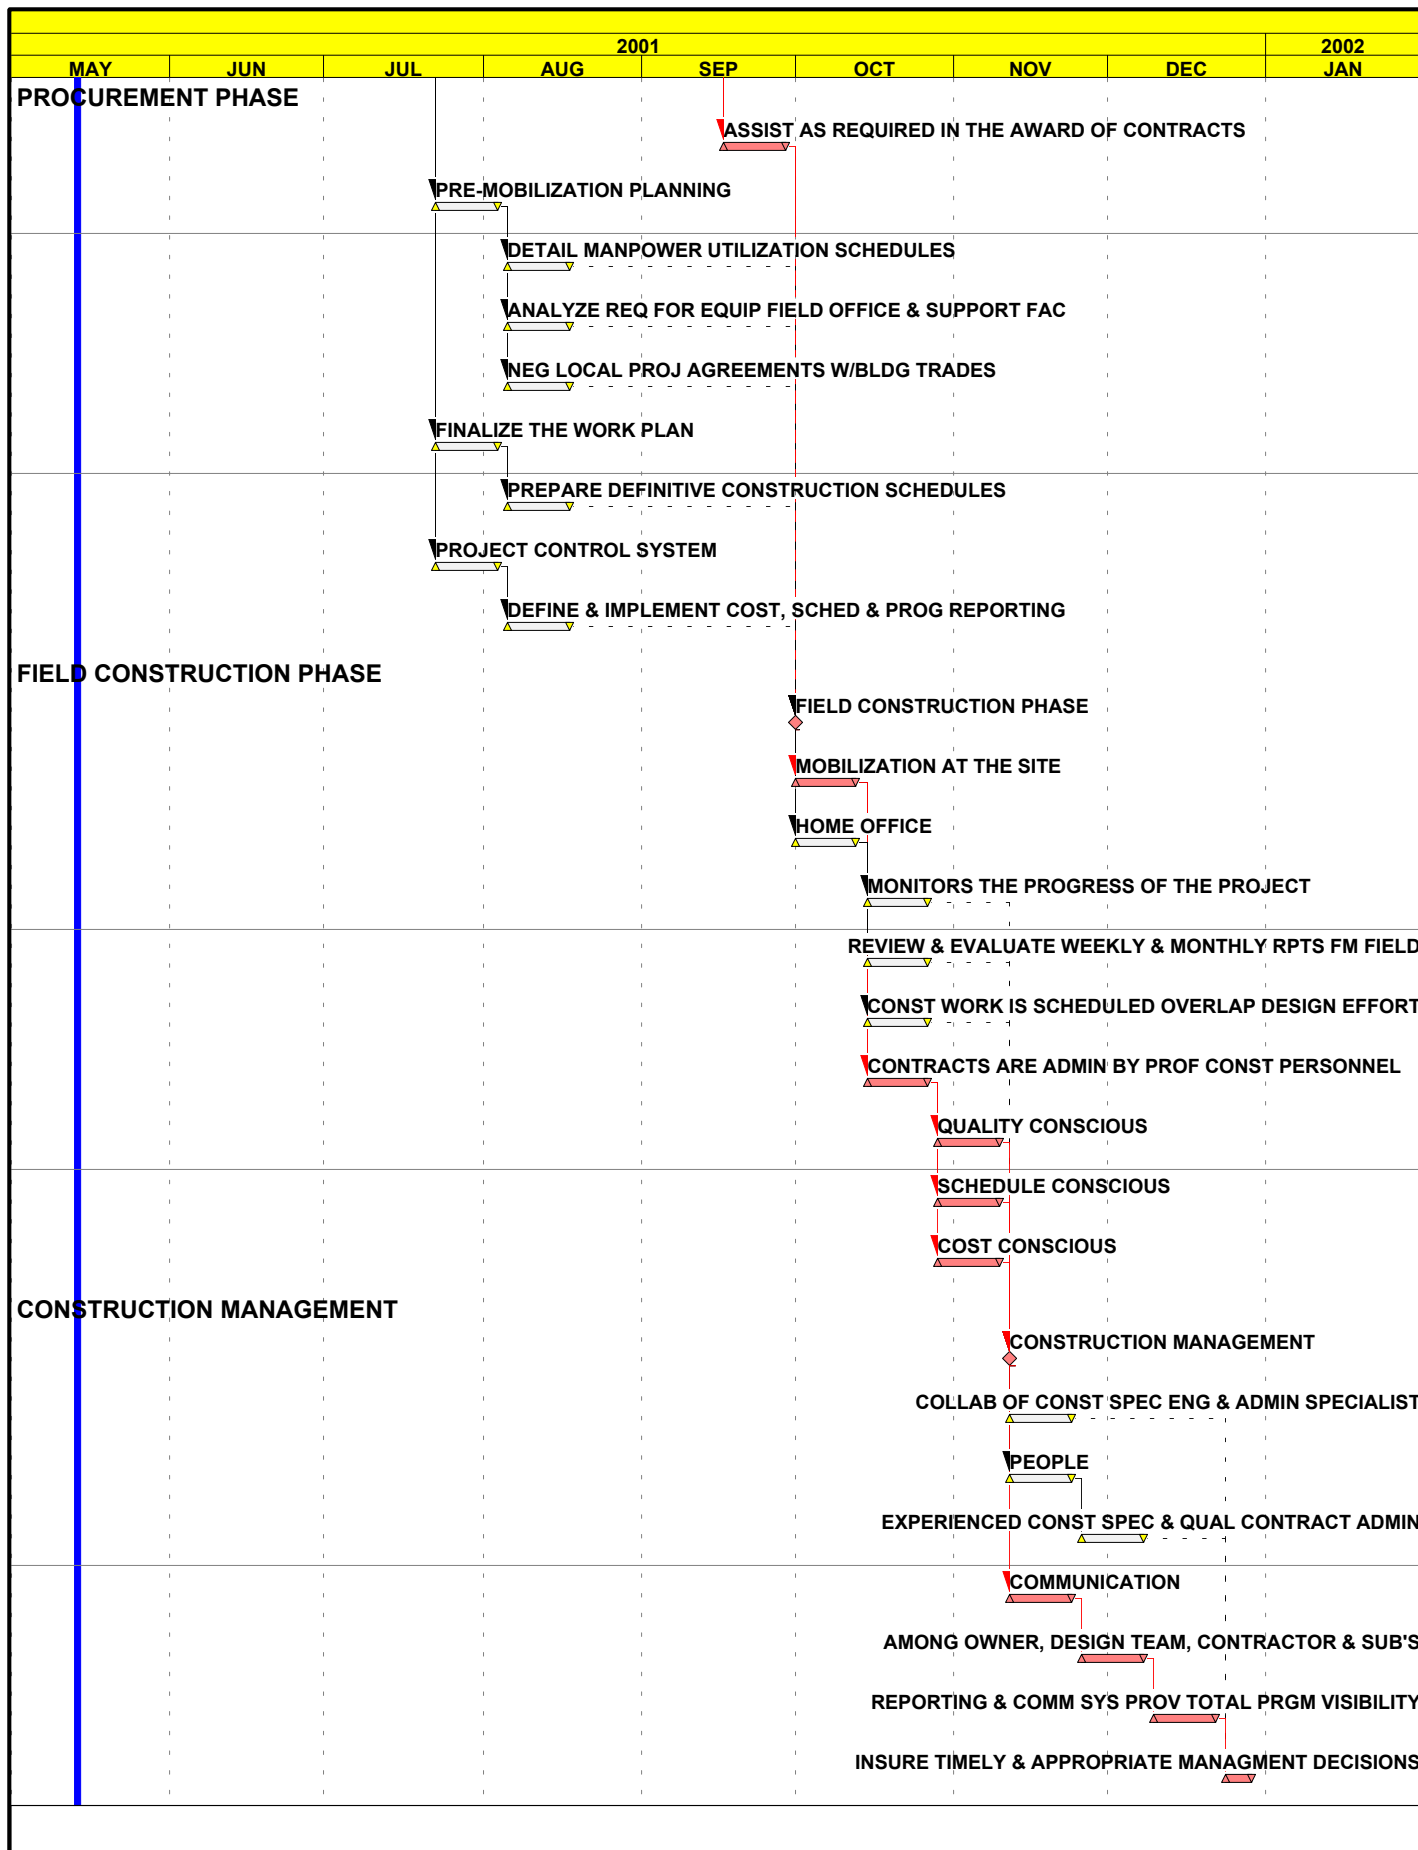 2001 2002
MAY JUN JUL AUG SEP OCT NOV DEC JAN
PROCUREMENT PHASE
ASSIST AS REQUIRED IN THE AWARD OF CONTRACTS
PRE-MOBILIZATION PLANNING
DETAIL MANPOWER UTILIZATION SCHEDULES
ANALYZE REQ FOR EQUIP FIELD OFFICE & SUPPORT FAC
NEG LOCAL PROJ AGREEMENTS W/BLDG TRADES
FINALIZE THE WORK PLAN
PREPARE DEFINITIVE CONSTRUCTION SCHEDULES
PROJECT CONTROL SYSTEM
DEFINE & IMPLEMENT COST, SCHED & PROG REPORTING
FIELD CONSTRUCTION PHASE
FIELD CONSTRUCTION PHASE
MOBILIZATION AT THE SITE
HOME OFFICE
MONITORS THE PROGRESS OF THE PROJECT
REVIEW & EVALUATE WEEKLY & MONTHLY RPTS FM FIELD
CONST WORK IS SCHEDULED OVERLAP DESIGN EFFORT
CONTRACTS ARE ADMIN BY PROF CONST PERSONNEL
QUALITY CONSCIOUS
SCHEDULE CONSCIOUS
COST CONSCIOUS
CONSTRUCTION MANAGEMENT
CONSTRUCTION MANAGEMENT
COLLAB OF CONST SPEC ENG & ADMIN SPECIALIST
PEOPLE
EXPERIENCED CONST SPEC & QUAL CONTRACT ADMIN
COMMUNICATION
AMONG OWNER, DESIGN TEAM, CONTRACTOR & SUB'S
REPORTING & COMM SYS PROV TOTAL PRGM VISIBILITY
INSURE TIMELY & APPROPRIATE MANAGMENT DECISIONS